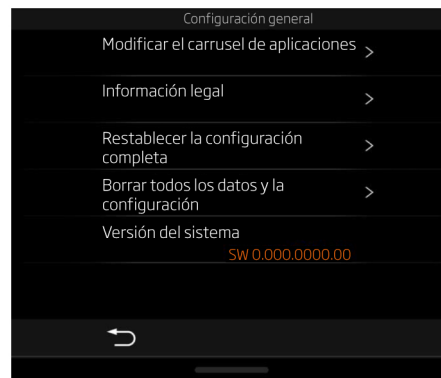 Configuración general
Modificar el carrusel de aplicaciones
Información legal
Restablecer la configuración
completa
Borrar todos los datos y la
configuración
Versión del sistema
SW 0.000.0000.00